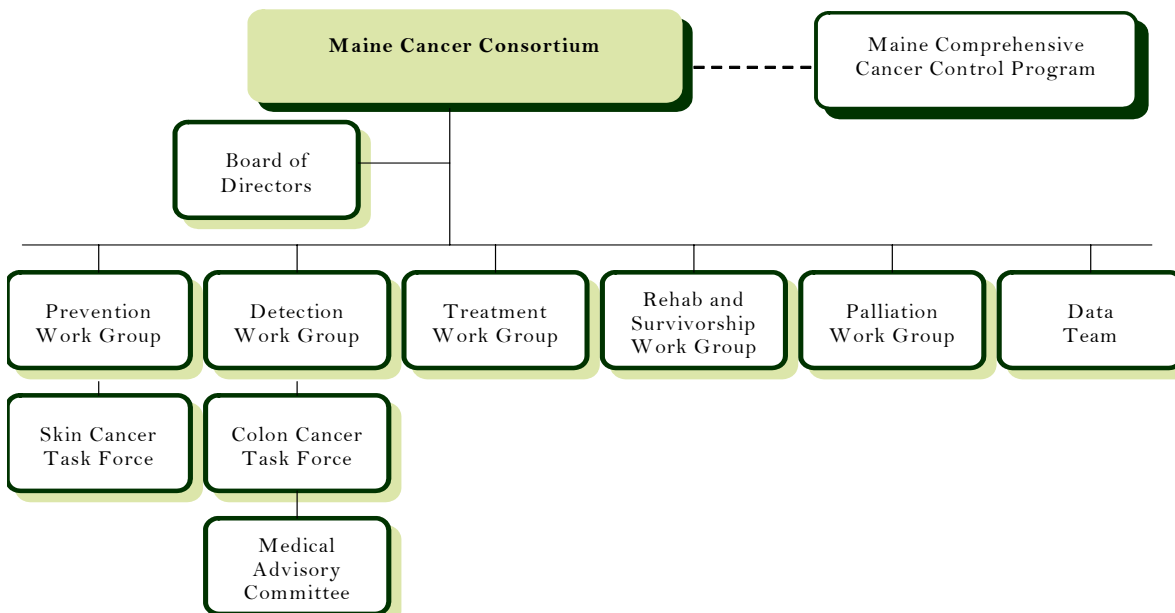 Maine Cancer Consortium
Maine Comprehensive
Cancer Control Program
Board of
Directors
Prevention
Work Group
Detection
Work Group
Treatment
Work Group
Rehab and
Survivorship
Work Group
Palliation
Work Group
Data
Team
Skin Cancer
Task Force
Colon Cancer
Task Force
Medical
Advisory
Committee